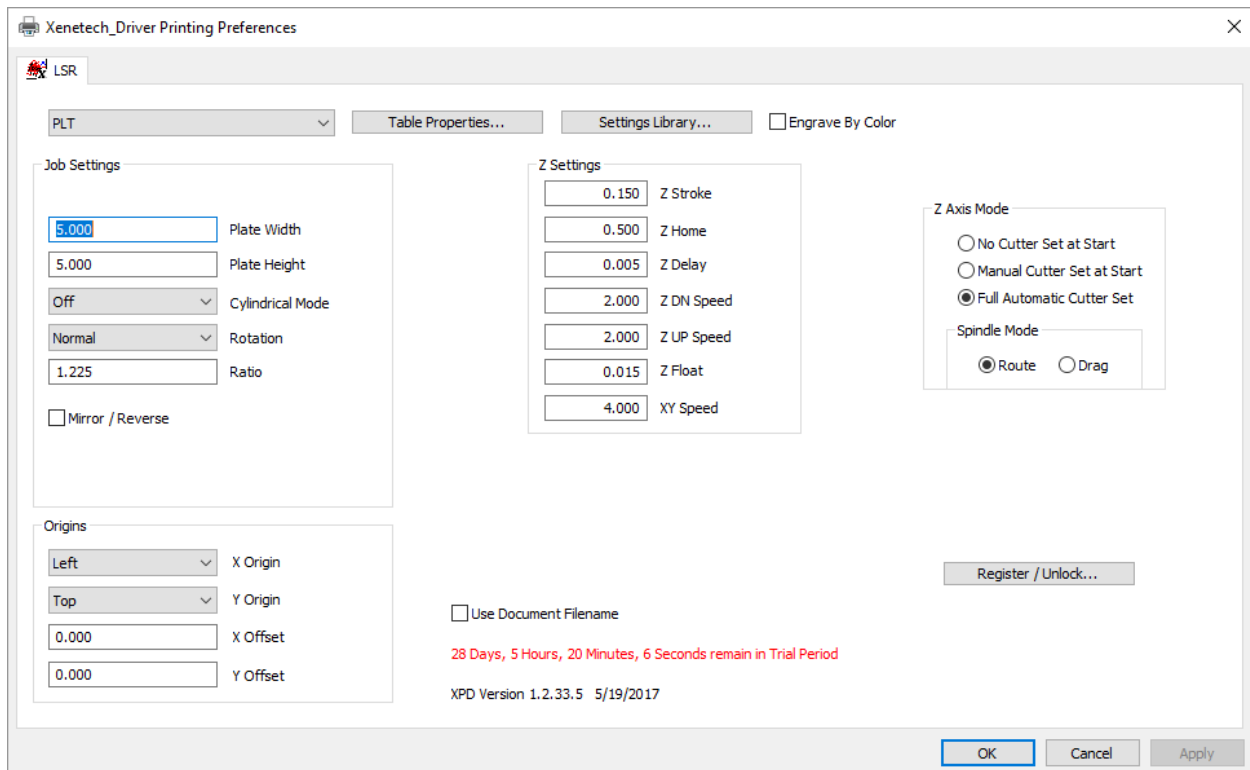 Xenetech_Driver Printing Preferences
LSR
PLT Table Properties... Settings Library... Engrave By Color
Job Settings
5.000 Plate Width
5.000 Plate Height
Off Cylindrical Mode
Normal Rotation
1.225 Ratio
Mirror / Reverse
Z Settings
0.150 Z Stroke
0.500 Z Home
0.005 Z Delay
2.000 Z DN Speed
2.000 Z UP Speed
0.015 Z Float
4.000 XY Speed
Z Axis Mode
No Cutter Set at Start
Manual Cutter Set at Start
Full Automatic Cutter Set
Spindle Mode
Route Drag
Origins
Left X Origin
Top Y Origin
0.000 X Offset
0.000 Y Offset
Register / Unlock...
Use Document Filename
28 Days, 5 Hours, 20 Minutes, 6 Seconds remain in Trial Period
XPD Version 1.2.33.5 5/19/2017
OK Cancel Apply